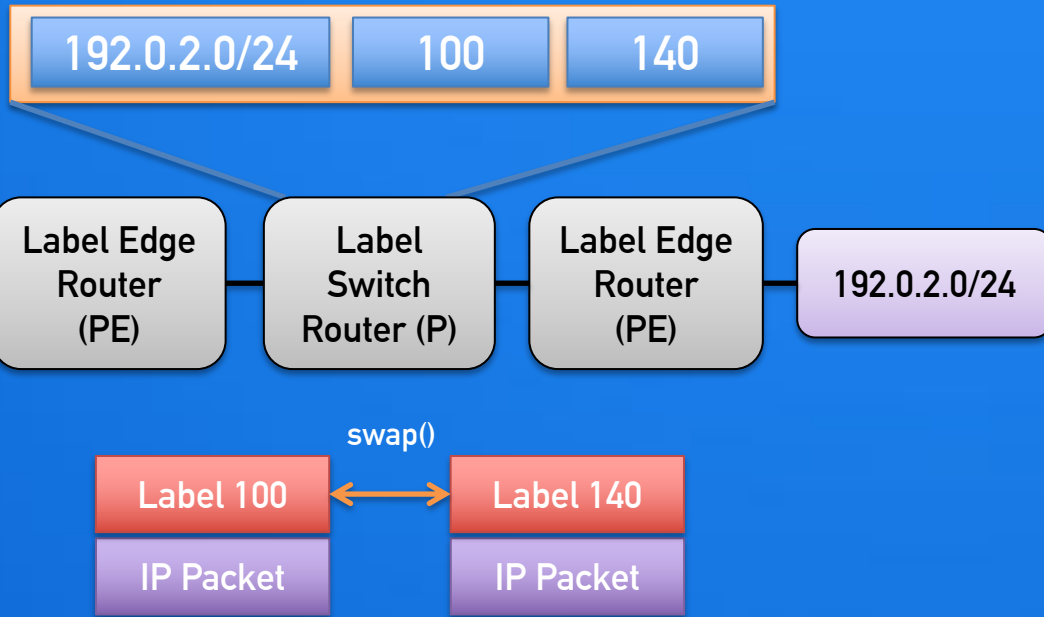 192.0.2.0/24 100 140
Label Edge
Router
(PE)
Label
Switch
Router (P)
Label Edge
Router
(PE)
192.0.2.0/24
swap()
Label 100
Label 140
IP Packet
IP Packet